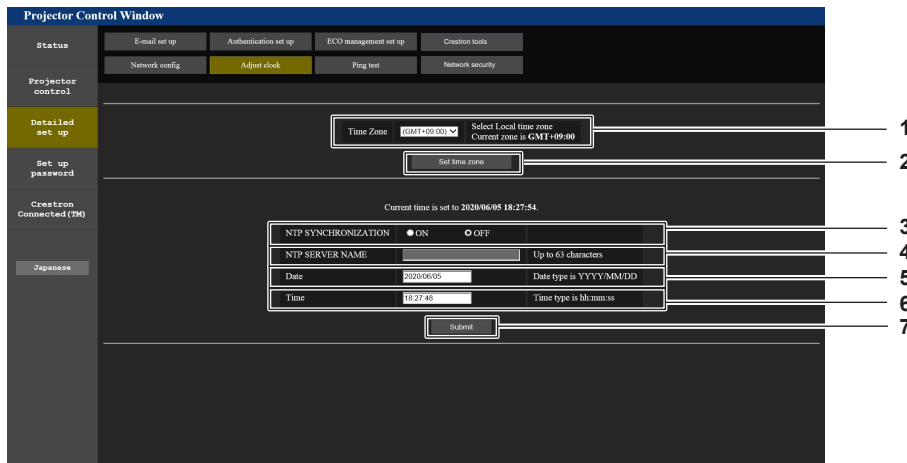 Projector Control Window
Status
E-mail set up
Authentication set up
ECO management set up
Crestron tools
Network config
Adjust clock
Ping test
Network security
Projector
control
Detailed
set up
Set up
password
Crestron
Connected(TM)
Japanese
Time Zone
(GMT+09:00)
Select Local time zone
Current zone is GMT+09:00
1
Set time zone
2
Current time is set to 2020/06/05 18:27:54.
NTP SYNCHRONIZATION
ON
OFF
3
NTP SERVER NAME
Up to 63 characters
4
Date
2020/06/05
Date type is YYYY/MM/DD
5
Time
18:27:48
Time type is hh:mm:ss
6
Submit
7